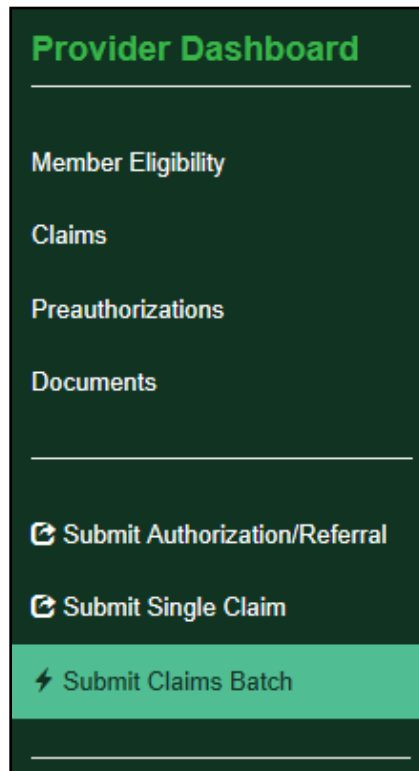 Provider Dashboard
Member Eligibility
Claims
Preauthorizations
Documents
Submit Authorization/Referral
Submit Single Claim
Submit Claims Batch